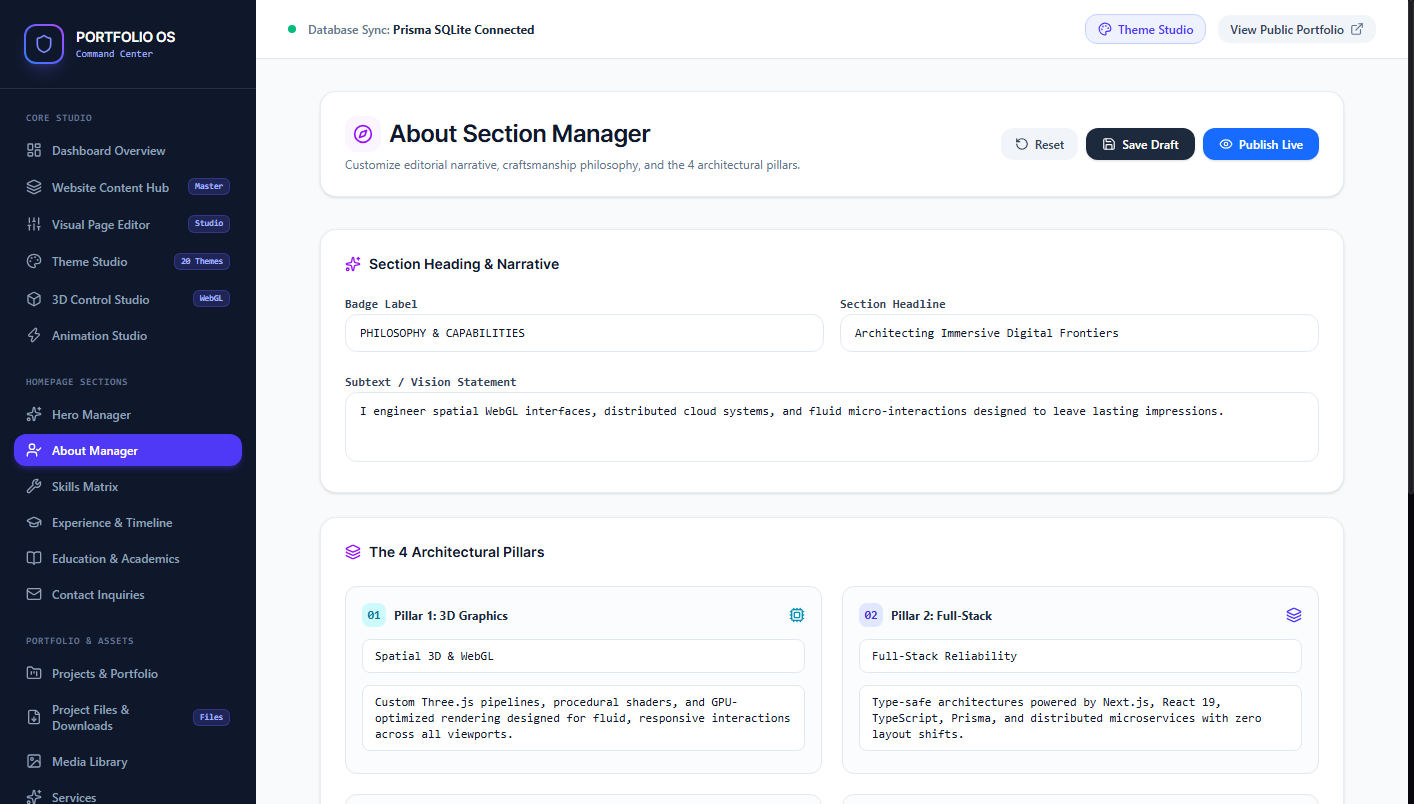 PORTFOLIO OS
Command Center
CORE STUDIO
Dashboard Overview
Website Content Hub Master
Visual Page Editor Studio
Theme Studio 20 Themes
3D Control Studio WebGL
Animation Studio
HOMEPAGE SECTIONS
Hero Manager
About Manager
Skills Matrix
Experience & Timeline
Education & Academics
Contact Inquiries
PORTFOLIO & ASSETS
Projects & Portfolio
Project Files &
Downloads
Files
Media Library
Services
Database Sync: Prisma SQLite Connected
Theme Studio
View Public Portfolio
About Section Manager
Customize editorial narrative, craftsmanship philosophy, and the 4 architectural pillars.
Reset
Save Draft
Publish Live
Section Heading & Narrative
Badge Label
PHILOSOPHY & CAPABILITIES
Section Headline
Architecting Immersive Digital Frontiers
Subtext / Vision Statement
I engineer spatial WebGL interfaces, distributed cloud systems, and fluid micro-interactions designed to leave lasting impressions.
The 4 Architectural Pillars
01 Pillar 1: 3D Graphics
Spatial 3D & WebGL
Custom Three.js pipelines, procedural shaders, and GPU-
optimized rendering designed for fluid, responsive interactions
across all viewports.
02 Pillar 2: Full-Stack
Full-Stack Reliability
Type-safe architectures powered by Next.js, React 19,
TypeScript, Prisma, and distributed microservices with zero
layout shifts.